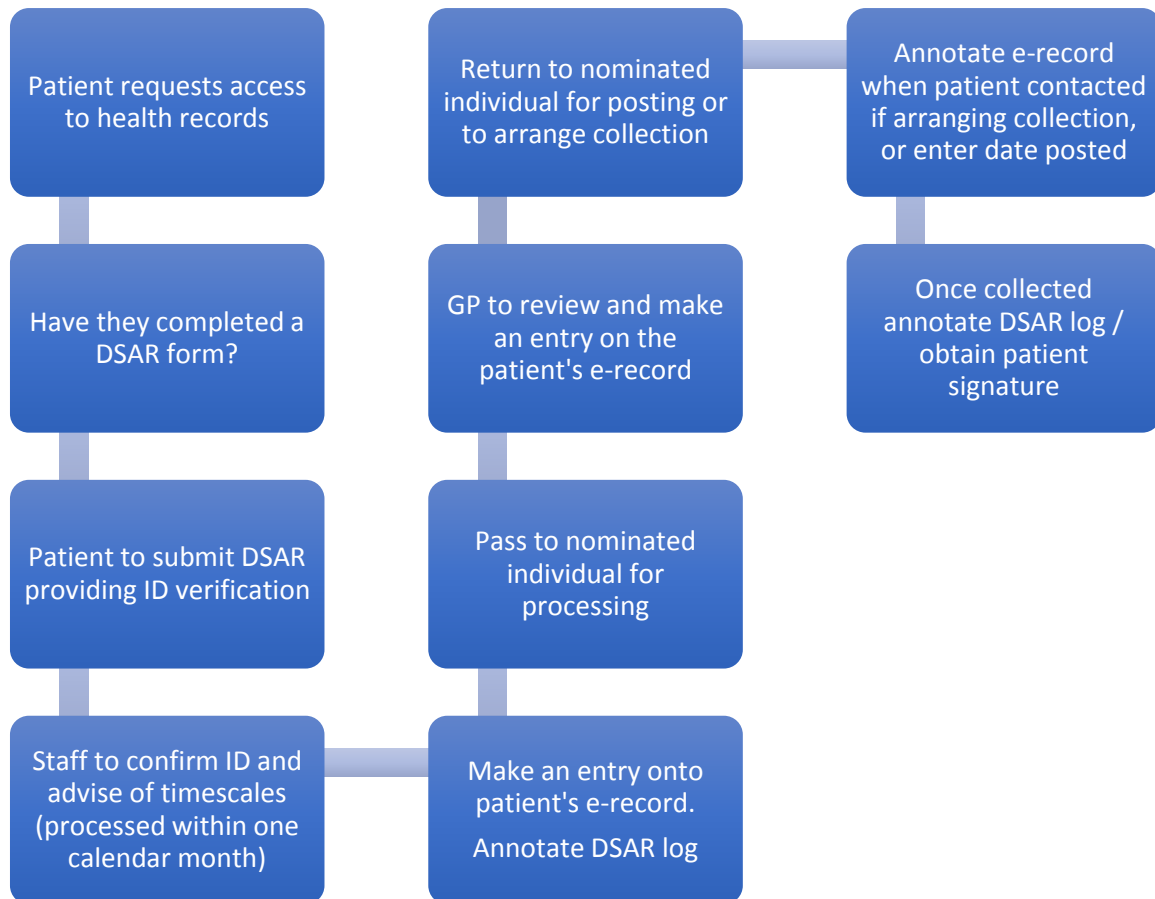 Patient requests access
to health records
Have they completed a
DSAR form?
Patient to submit DSAR
providing ID verification
Staff to confirm ID and
advise of timescales
(processed within one
calendar month)
Make an entry onto
patient's e-record.
Annotate DSAR log
Pass to nominated
individual for
processing
GP to review and make
an entry on the
patient's e-record
Return to nominated
individual for posting or
to arrange collection
Annotate e-record
when patient contacted
if arranging collection,
or enter date posted
Once collected
annotate DSAR log /
obtain patient
signature